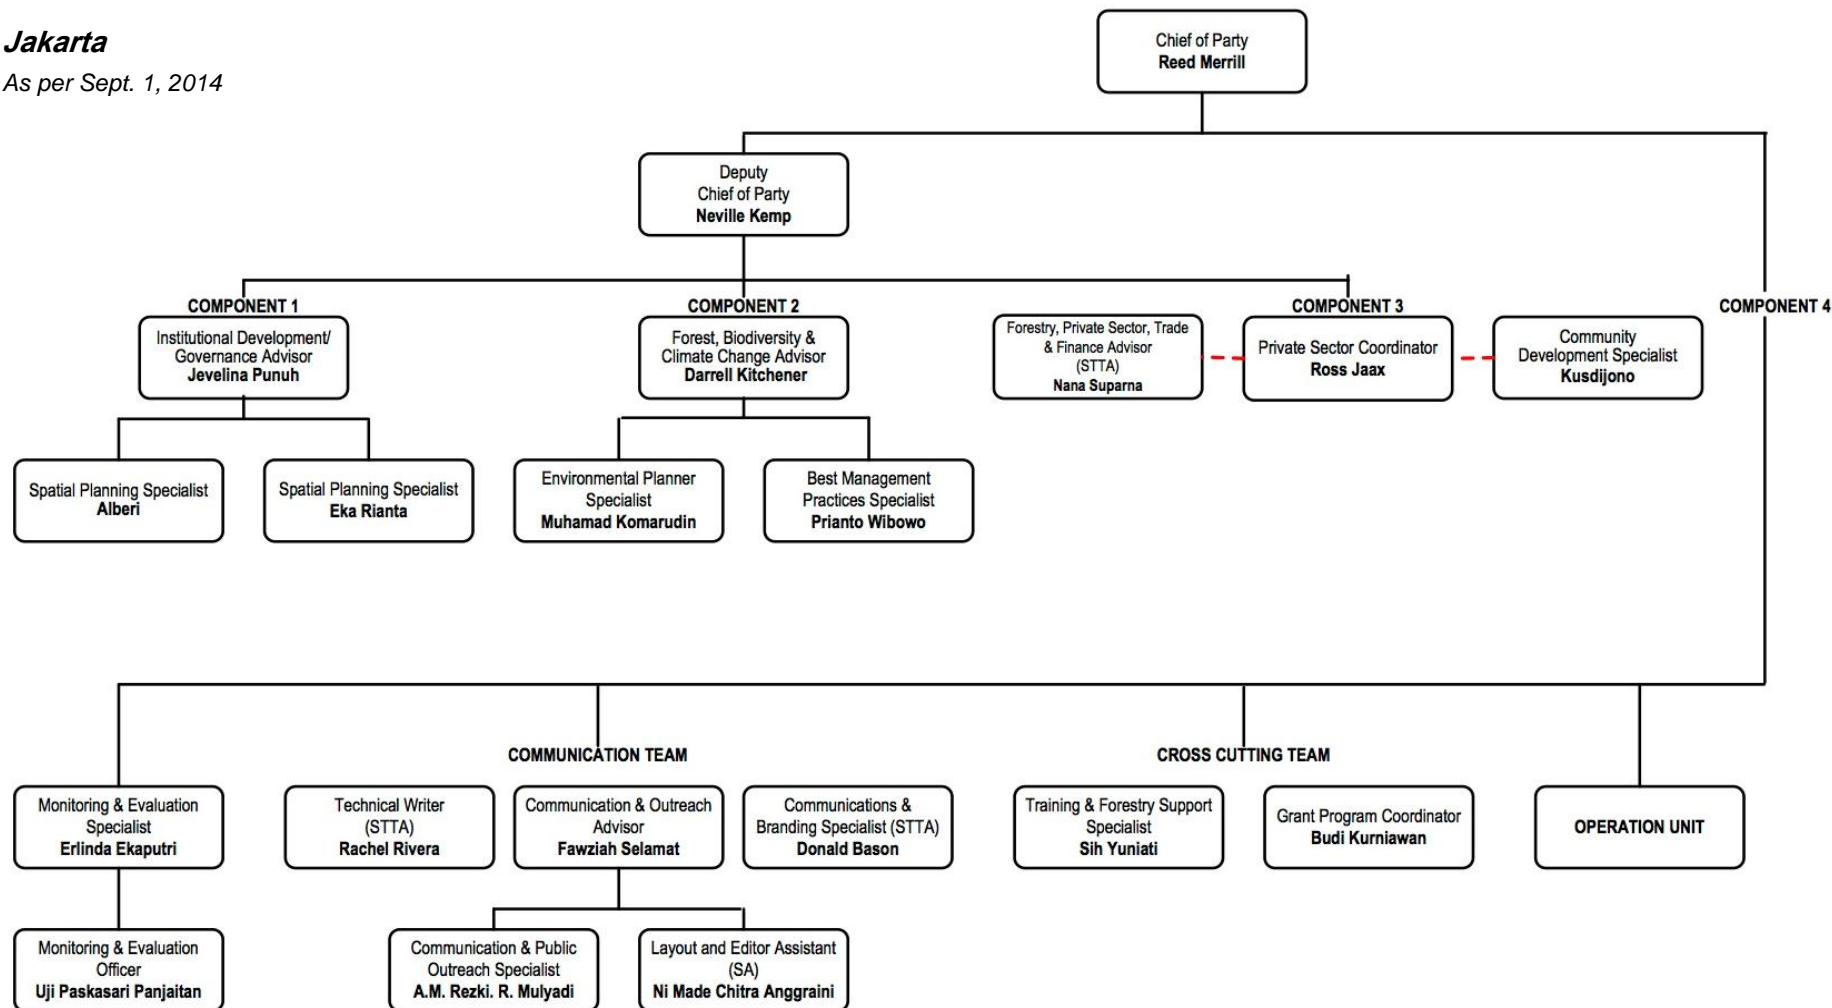 Jakarta
As per Sept. 1, 2014
Chief of Party
Reed Merrill
Deputy
Chief of Party
Neville Kemp
COMPONENT 1
Institutional Development/
Governance Advisor
Jevelina Punuh
COMPONENT 2
Forest, Biodiversity &
Climate Change Advisor
Darrell Kitchener
Forestry, Private Sector, Trade
& Finance Advisor
(STTA)
Nana Suparna
COMPONENT 3
Private Sector Coordinator
Ross Jaax
Community
Development Specialist
Kusdijono
COMPONENT 4
Spatial Planning Specialist
Alberi
Spatial Planning Specialist
Eka Rianta
Environmental Planner
Specialist
Muhamad Komarudin
Best Management
Practices Specialist
Prianto Wibowo
COMMUNICATION TEAM
CROSS CUTTING TEAM
Monitoring & Evaluation
Specialist
Erlinda Ekaputri
Technical Writer
(STTA)
Rachel Rivera
Communication & Outreach
Advisor
Fawziah Selamat
Communications &
Branding Specialist (STTA)
Donald Bason
Training & Forestry Support
Specialist
Sih Yuniati
Grant Program Coordinator
Budi Kurniawan
OPERATION UNIT
Monitoring & Evaluation
Officer
Uji Paskasari Panjaitan
Communication & Public
Outreach Specialist
A.M. Rezki. R. Mulyadi
Layout and Editor Assistant
(SA)
Ni Made Chitra Anggraini